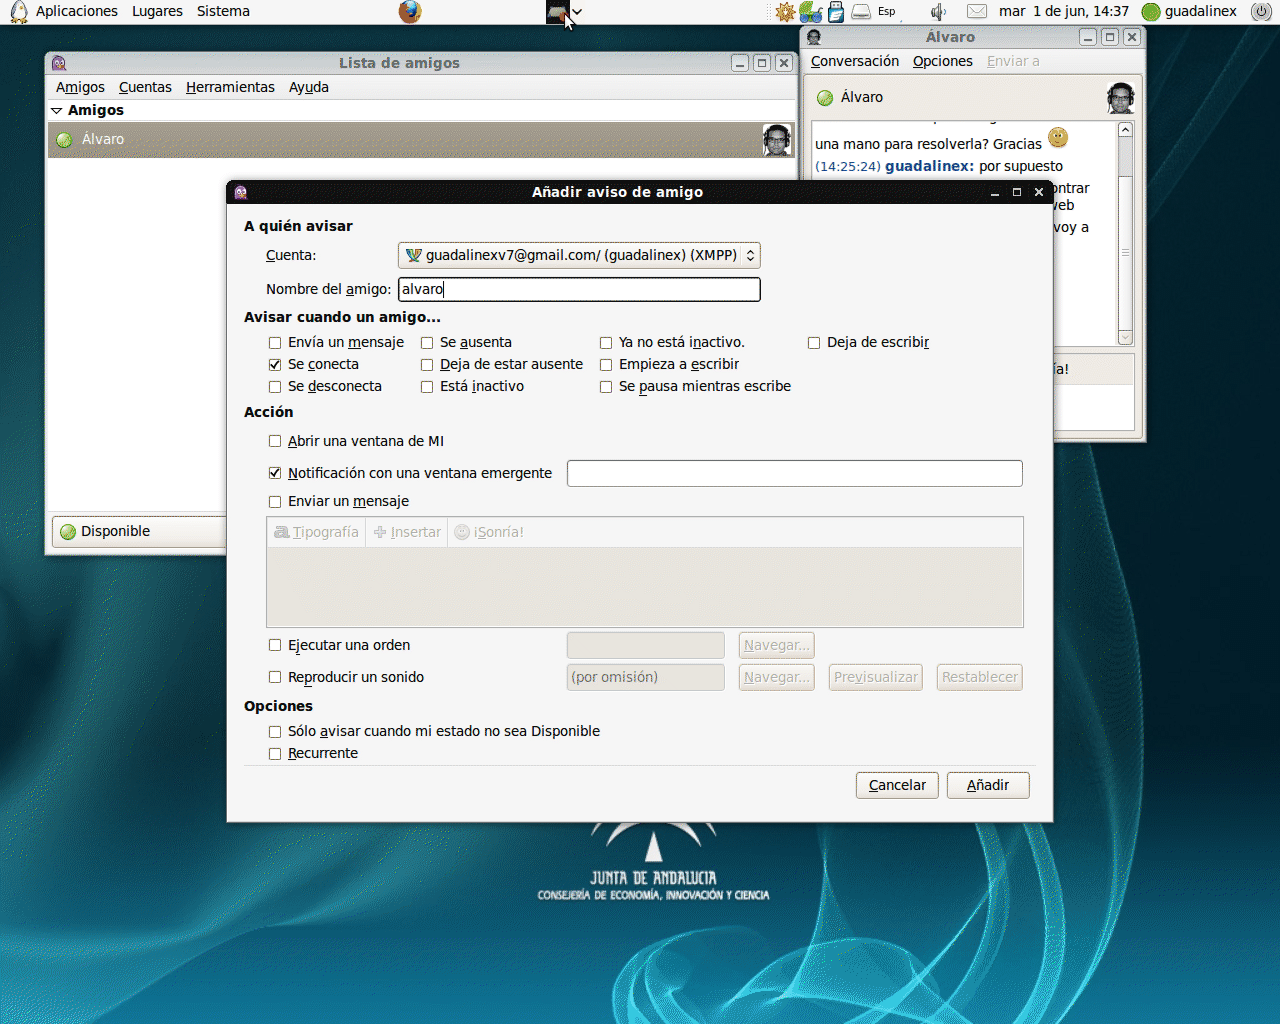 Aplicaciones Lugares Sistema
Esp
mar 1 de jun, 14:37
guadalinex
Lista de amigos
Amigos Cuentas Herramientas Ayuda
Amigos
Álvaro
Disponible
Álvaro
Conversación Opciones Enviar a
Álvaro
una mano para resolverla? Gracias
(14:25:24) guadalinex: por supuesto
ontrar
web
voy a
ía!
Añadir aviso de amigo
A quién avisar
Cuenta: guadalinexv7@gmail.com/ (guadalinex) (XMPP)
Nombre del amigo: alvaro
Avisar cuando un amigo...
Envía un mensaje Se ausenta Ya no está inactivo. Deja de escribir
Se conecta Deja de estar ausente Empieza a escribir
Se desconecta Está inactivo Se pausa mientras escribe
Acción
Abrir una ventana de MI
Notificación con una ventana emergente
Enviar un mensaje
Tipografía Insertar ¡Sonría!
Ejecutar una orden Navegar...
Reproducir un sonido (por omisión) Navegar... Previsualizar Restablecer
Opciones
Sólo avisar cuando mi estado no sea Disponible
Recurrente
Cancelar Añadir
JUNTA DE ANDALUCIA
CONSEJERÍA DE ECONOMÍA, INNOVACIÓN Y CIENCIA